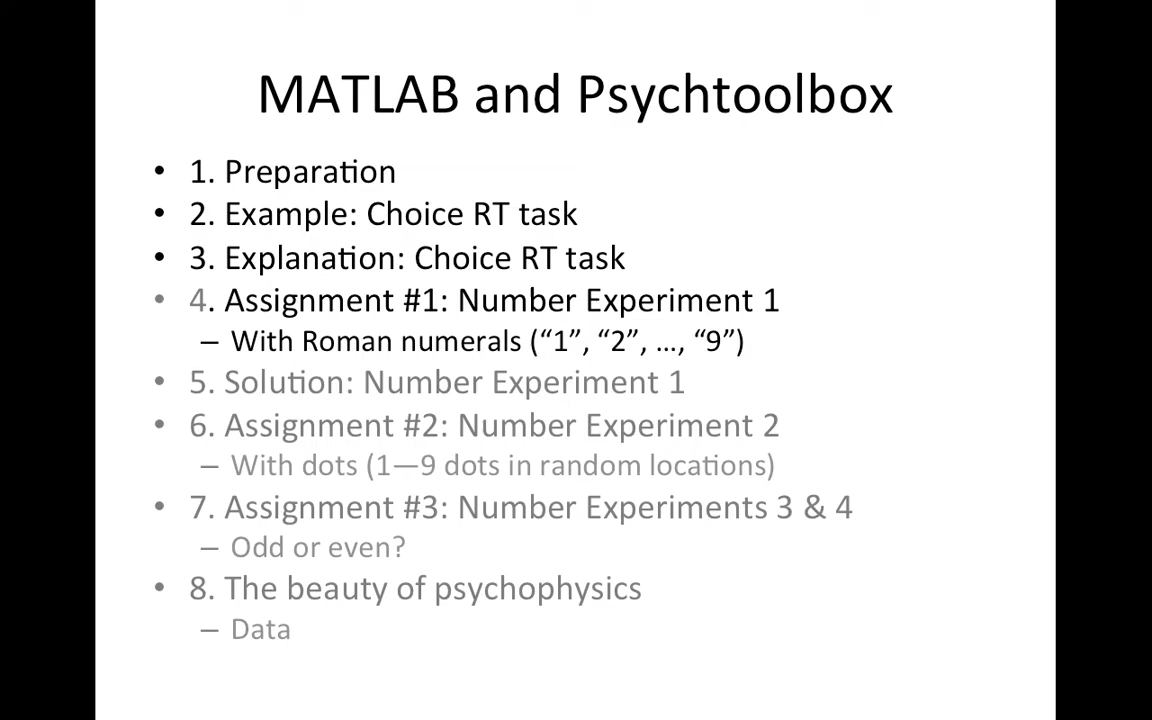 MATLAB and Psychtoolbox
• 1. Preparation
• 2. Example: Choice RT task
• 3. Explanation: Choice RT task
• 4. Assignment #1: Number Experiment 1
– With Roman numerals (“1”, “2”, …, “9”)
• 5. Solution: Number Experiment 1
• 6. Assignment #2: Number Experiment 2
– With dots (1—9 dots in random locations)
• 7. Assignment #3: Number Experiments 3 & 4
– Odd or even?
• 8. The beauty of psychophysics
– Data